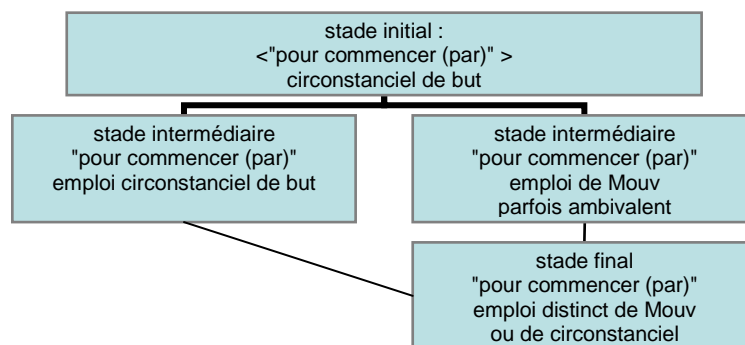 stade initial :
<"pour commencer (par)" >
circonstanciel de but
stade intermédiaire
"pour commencer (par)"
emploi circonstanciel de but
stade intermédiaire
"pour commencer (par)"
emploi de Mouv
parfois ambivalent
stade final
"pour commencer (par)"
emploi distinct de Mouv
ou de circonstanciel